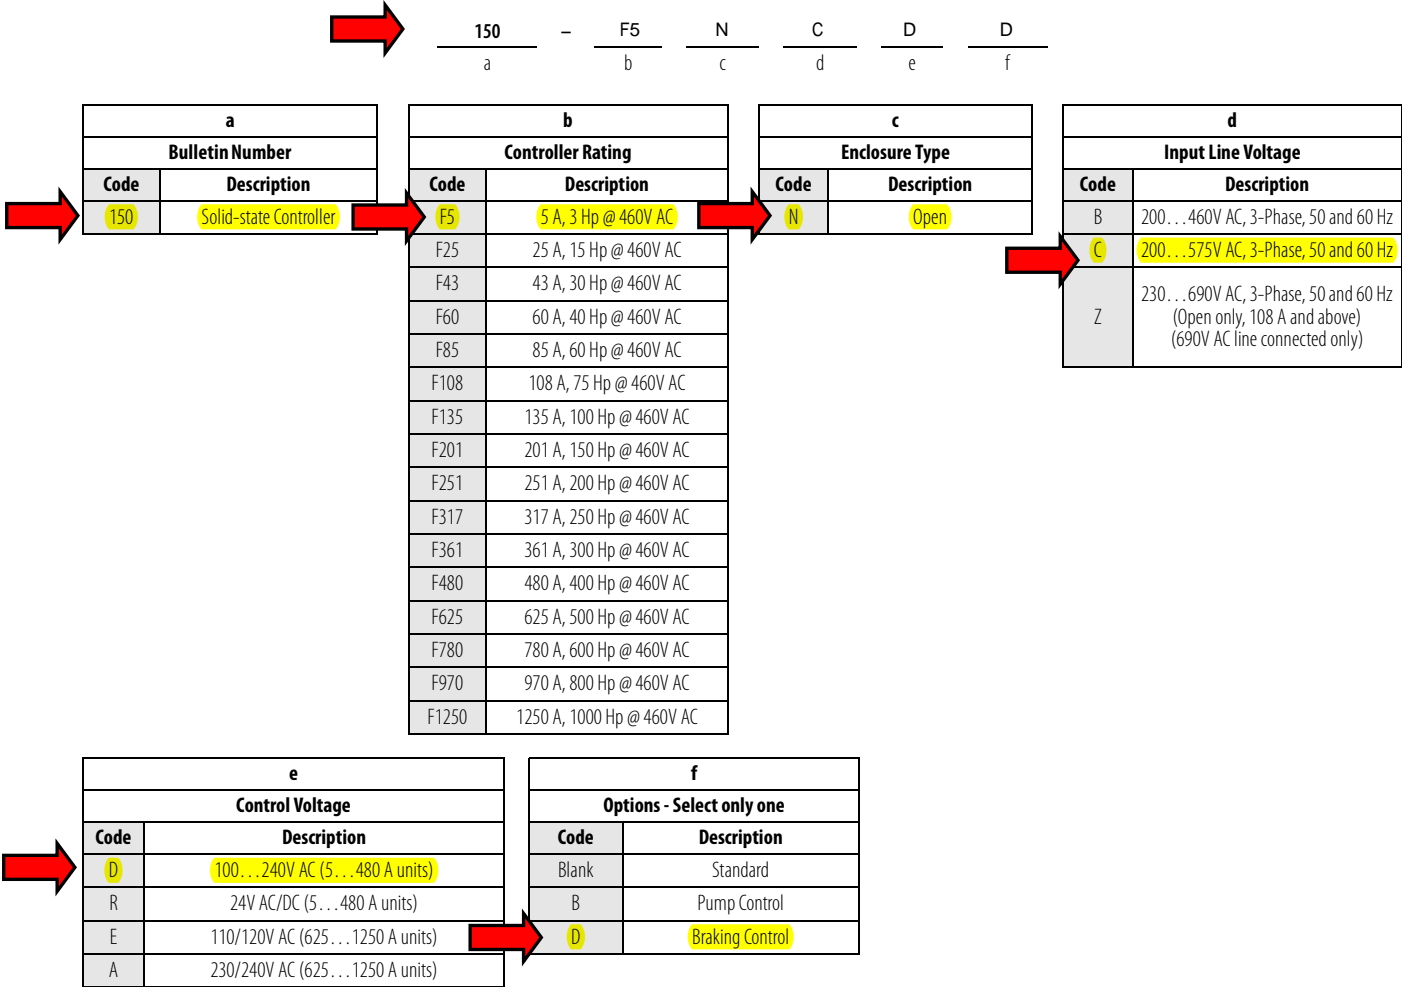 150 – F5 N C D D
a b c d e f
a
Bulletin Number
Code Description
150 Solid-state Controller
b
Controller Rating
Code Description
F5 5 A, 3 Hp @ 460V AC
F25 25 A, 15 Hp @ 460V AC
F43 43 A, 30 Hp @ 460V AC
F60 60 A, 40 Hp @ 460V AC
F85 85 A, 60 Hp @ 460V AC
F108 108 A, 75 Hp @ 460V AC
F135 135 A, 100 Hp @ 460V AC
F201 201 A, 150 Hp @ 460V AC
F251 251 A, 200 Hp @ 460V AC
F317 317 A, 250 Hp @ 460V AC
F361 361 A, 300 Hp @ 460V AC
F480 480 A, 400 Hp @ 460V AC
F625 625 A, 500 Hp @ 460V AC
F780 780 A, 600 Hp @ 460V AC
F970 970 A, 800 Hp @ 460V AC
F1250 1250 A, 1000 Hp @ 460V AC
c
Enclosure Type
Code Description
N Open
d
Input Line Voltage
Code Description
B 200…460V AC, 3-Phase, 50 and 60 Hz
C 200…575V AC, 3-Phase, 50 and 60 Hz
Z 230…690V AC, 3-Phase, 50 and 60 Hz
(Open only, 108 A and above)
(690V AC line connected only)
e
Control Voltage
Code Description
D 100…240V AC (5…480 A units)
R 24V AC/DC (5…480 A units)
E 110/120V AC (625…1250 A units)
A 230/240V AC (625…1250 A units)
f
Options - Select only one
Code Description
Blank Standard
B Pump Control
D Braking Control